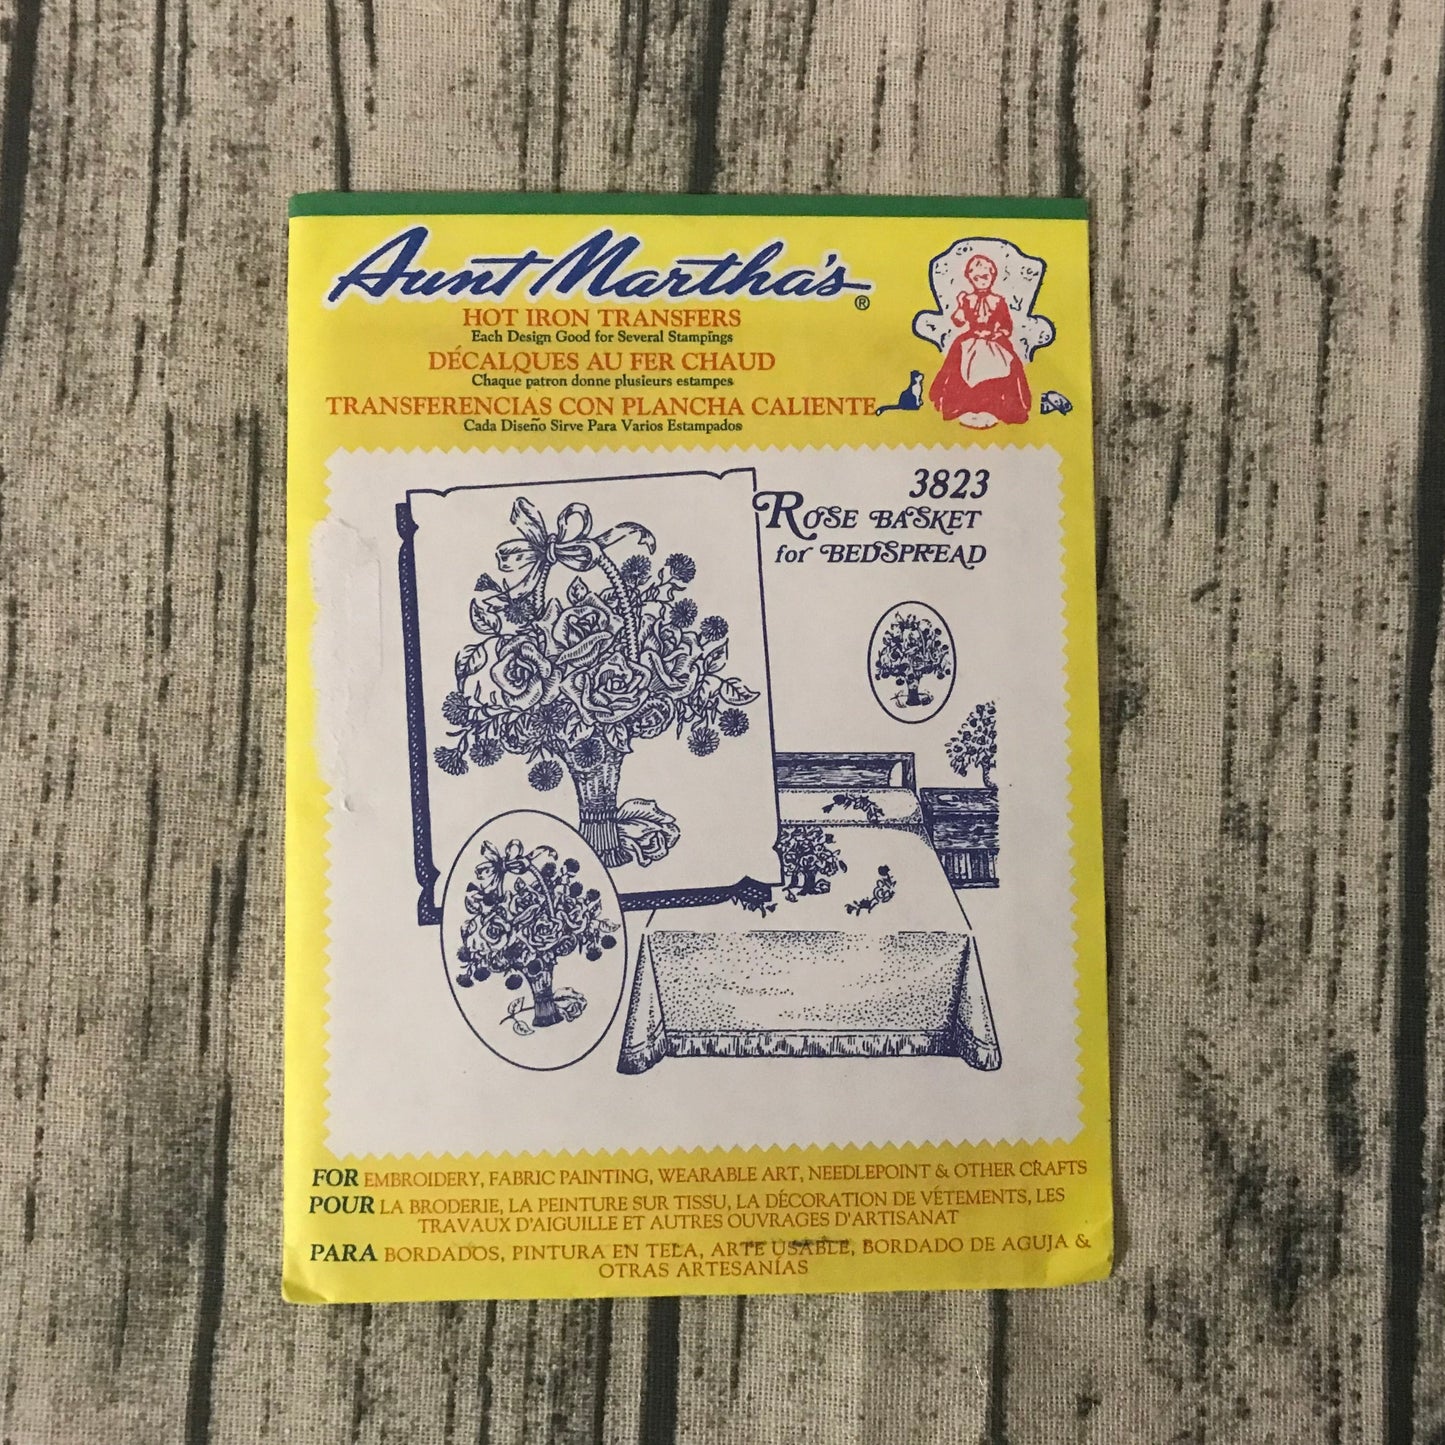 Aunt Martha's®
HOT IRON TRANSFERS
Each Design Good for Several Stampings
DÉCALQUES AU FER CHAUD
Chaque patron donne plusieurs estampes
TRANSFERENCIAS CON PLANCHA CALIENTE
Cada Diseño Sirve Para Varios Estampados
3823
ROSE BASKET
for BEDSPREAD
FOR EMBROIDERY, FABRIC PAINTING, WEARABLE ART, NEEDLEPOINT & OTHER CRAFTS
POUR LA BRODERIE, LA PEINTURE SUR TISSU, LA DÉCORATION DE VÉTEMENTS, LES
TRAVAUX D'AIGUILLE ET AUTRES OUVRAGES D'ARTISANAT
PARA BORDADOS, PINTURA EN TELA, ARTE USABLE, BORDADO DE AGUJA &
OTRAS ARTESANÍAS